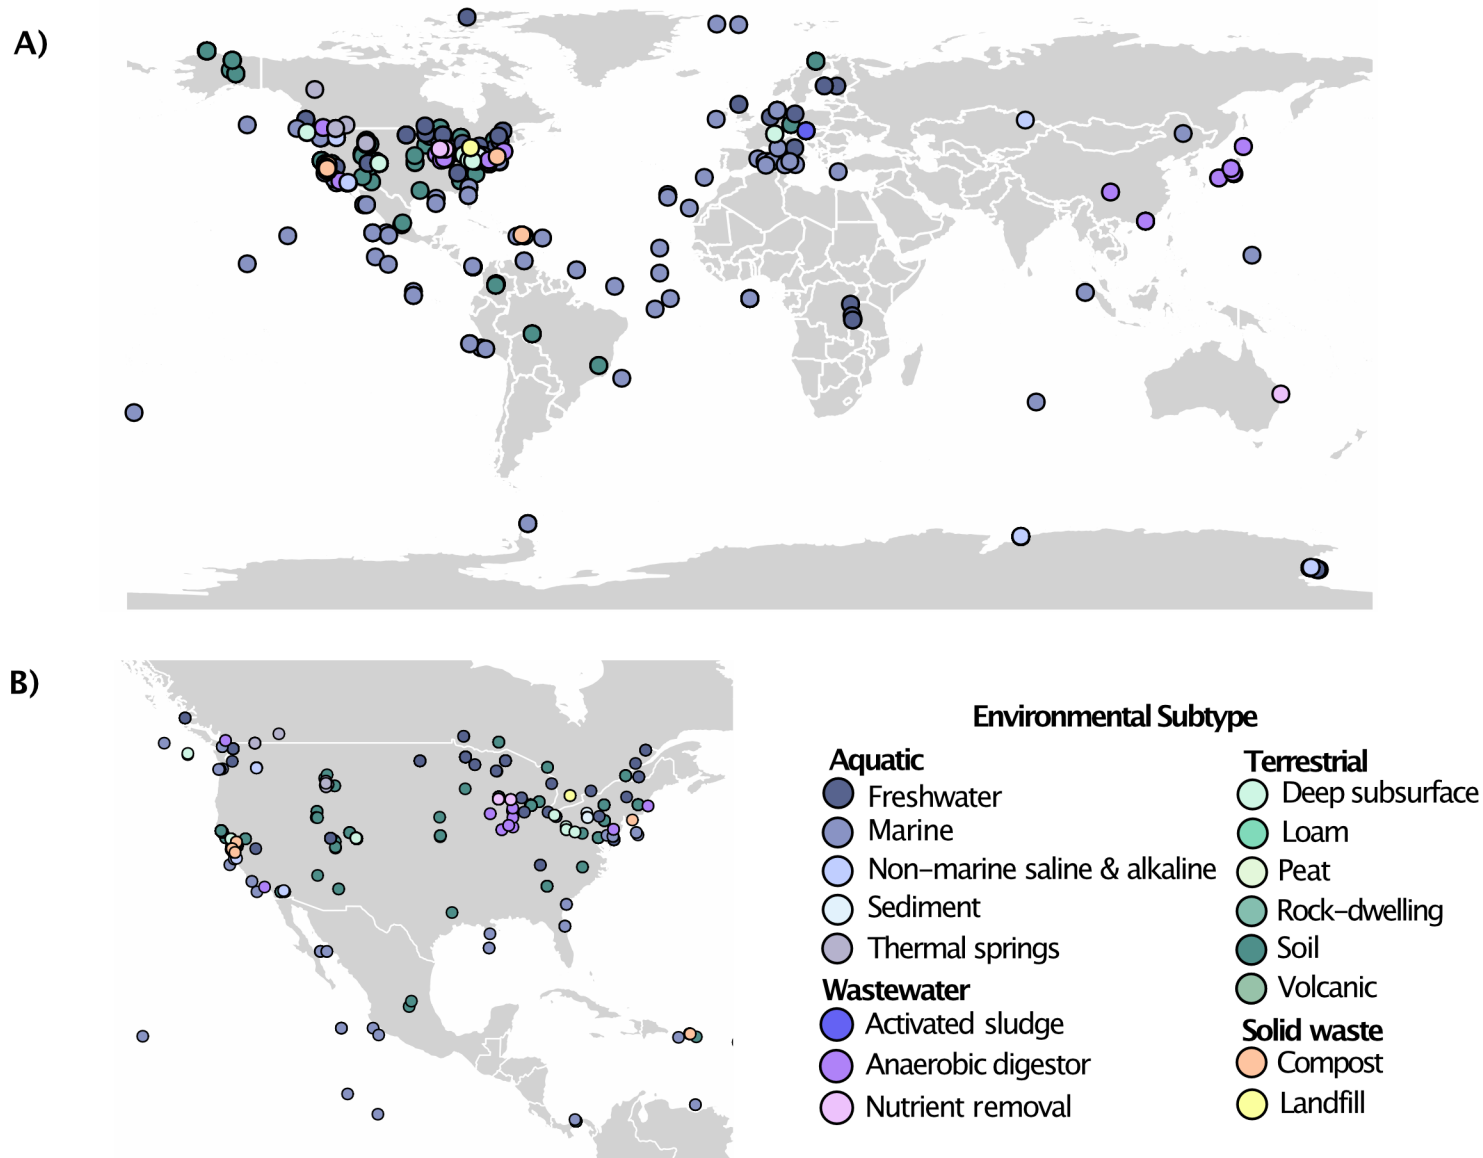 A)
B)
Environmental Subtype
Aquatic
Freshwater
Marine
Non-marine saline & alkaline
Sediment
Thermal springs
Wastewater
Activated sludge
Anaerobic digestor
Nutrient removal
Terrestrial
Deep subsurface
Loam
Peat
Rock-dwelling
Soil
Volcanic
Solid waste
Compost
Landfill